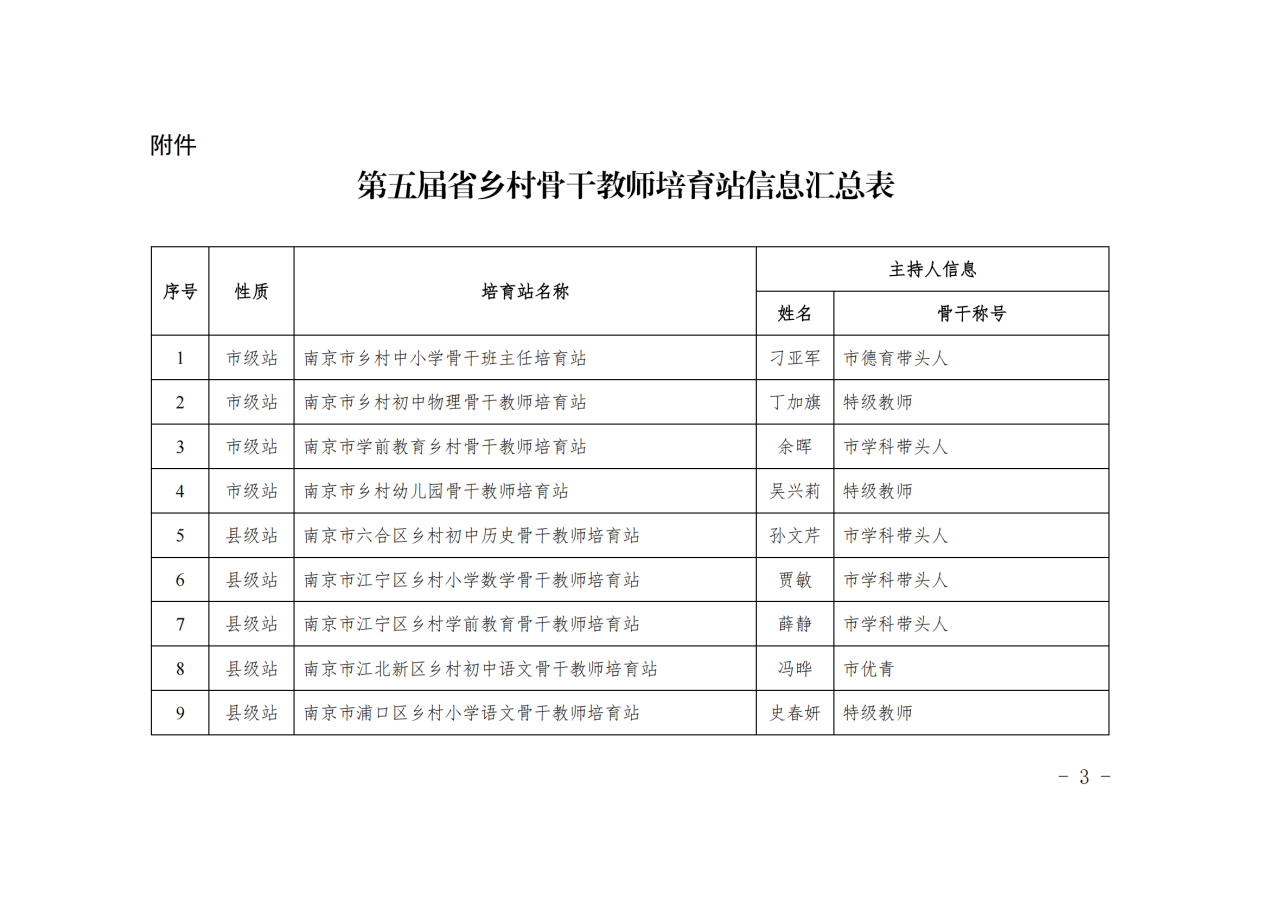 附件
第五届省乡村骨干教师培育站信息汇总表
序号 性质 培育站名称 主持人信息
姓名 骨干称号
1 市级站 南京市乡村中小学骨干班主任培育站 刁亚军 市德育带头人
2 市级站 南京市乡村初中物理骨干教师培育站 丁加旗 特级教师
3 市级站 南京市学前教育乡村骨干教师培育站 余晖 市学科带头人
4 市级站 南京市乡村幼儿园骨干教师培育站 吴兴莉 特级教师
5 县级站 南京市六合区乡村初中历史骨干教师培育站 孙文芹 市学科带头人
6 县级站 南京市江宁区乡村小学数学骨干教师培育站 贾敏 市学科带头人
7 县级站 南京市江宁区乡村学前教育骨干教师培育站 薛静 市学科带头人
8 县级站 南京市江北新区乡村初中语文骨干教师培育站 冯晔 市优青
9 县级站 南京市浦口区乡村小学语文骨干教师培育站 史春妍 特级教师
- 3 -